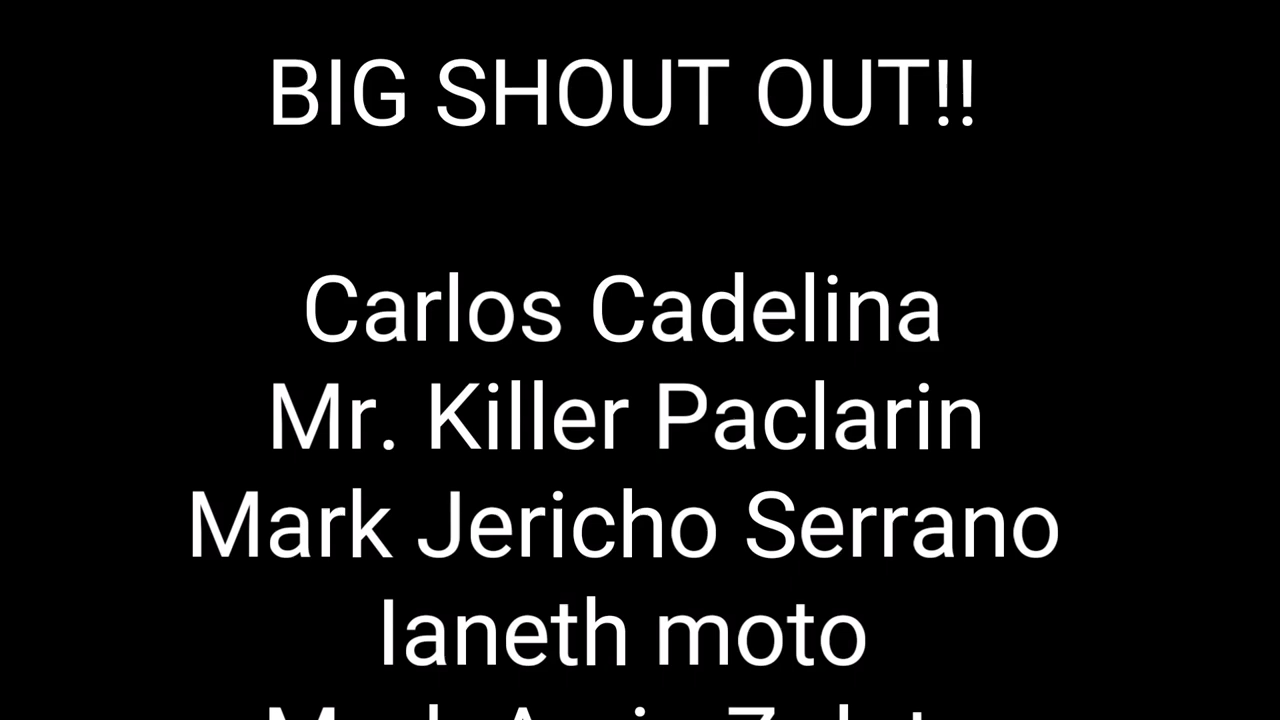 BIG SHOUT OUT!!
Carlos Cadelina
Mr. Killer Paclarin
Mark Jericho Serrano
Ianeth moto